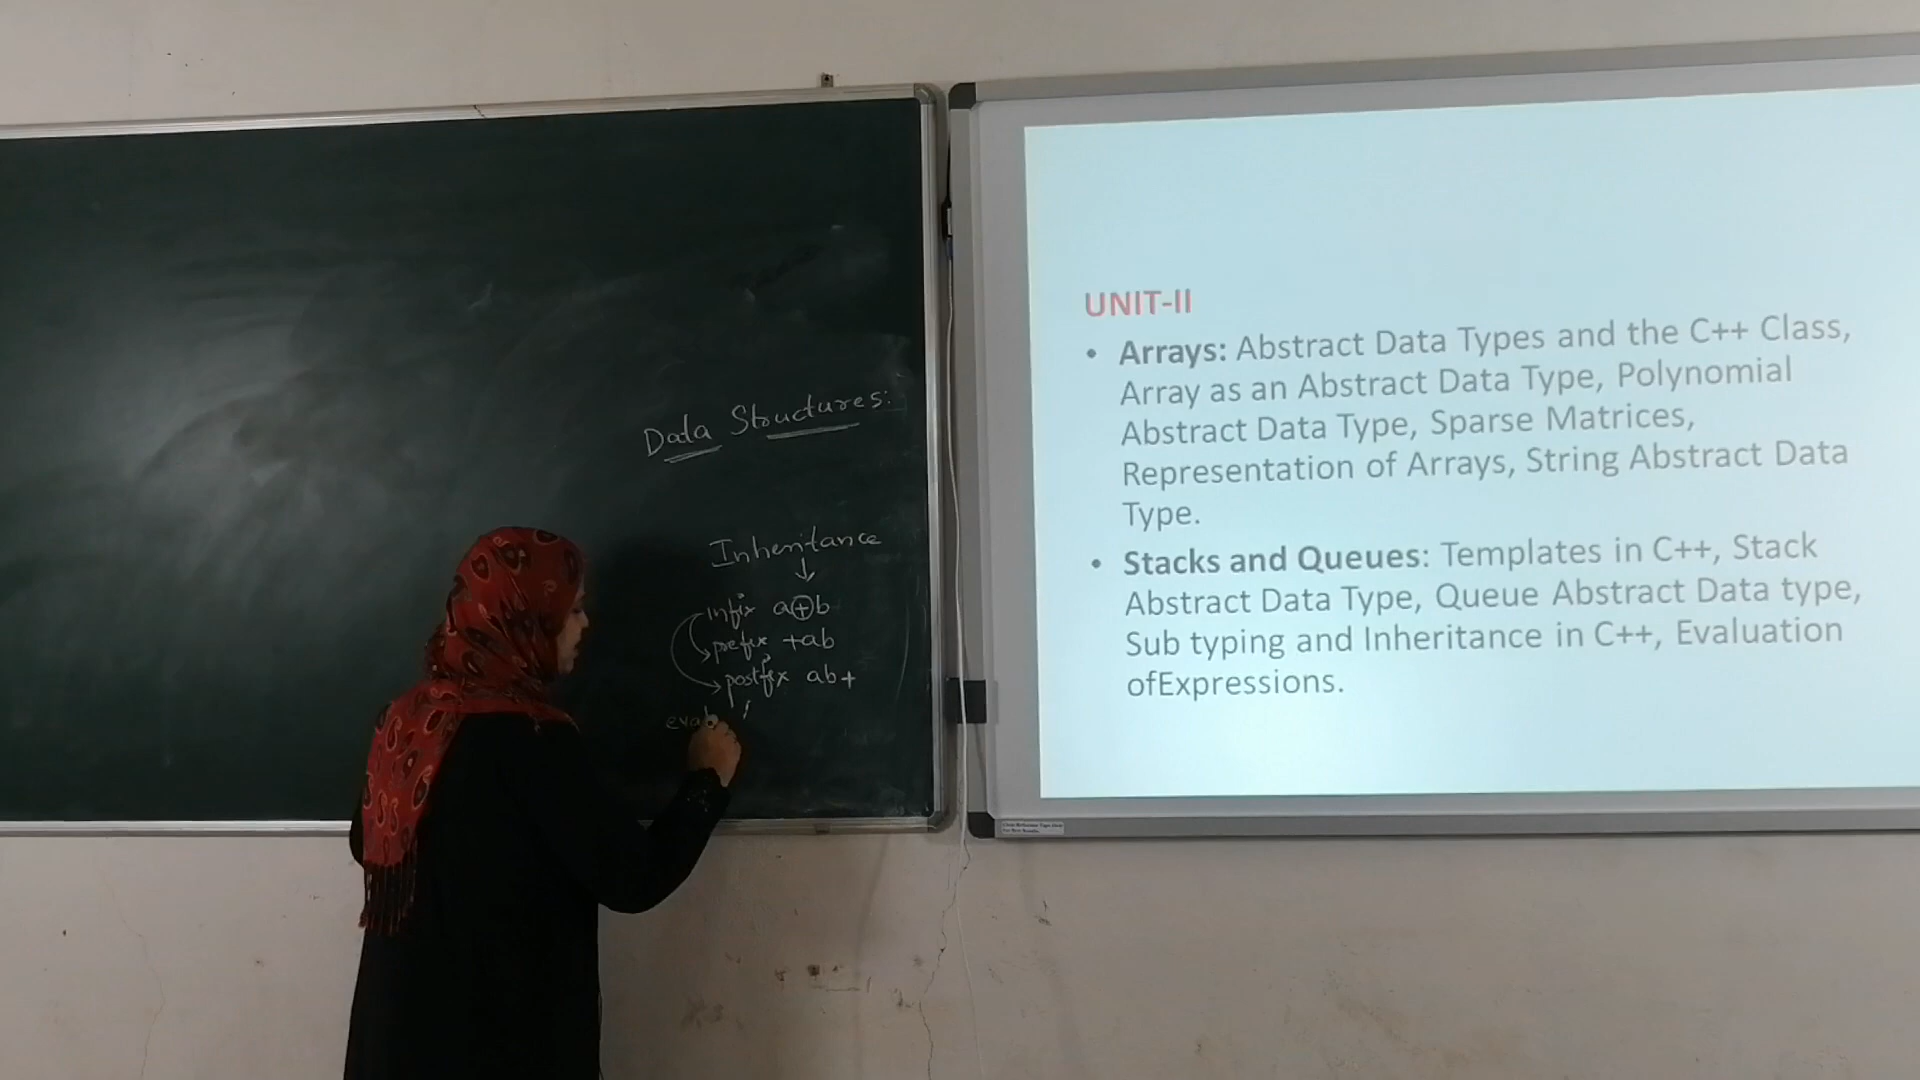 Data Structures:
Inheritance
infix a+b
prefix +ab
postfix ab+
UNIT-II
• Arrays: Abstract Data Types and the C++ Class,
Array as an Abstract Data Type, Polynomial
Abstract Data Type, Sparse Matrices,
Representation of Arrays, String Abstract Data
Type.
• Stacks and Queues: Templates in C++, Stack
Abstract Data Type, Queue Abstract Data type,
Sub typing and Inheritance in C++, Evaluation
ofExpressions.